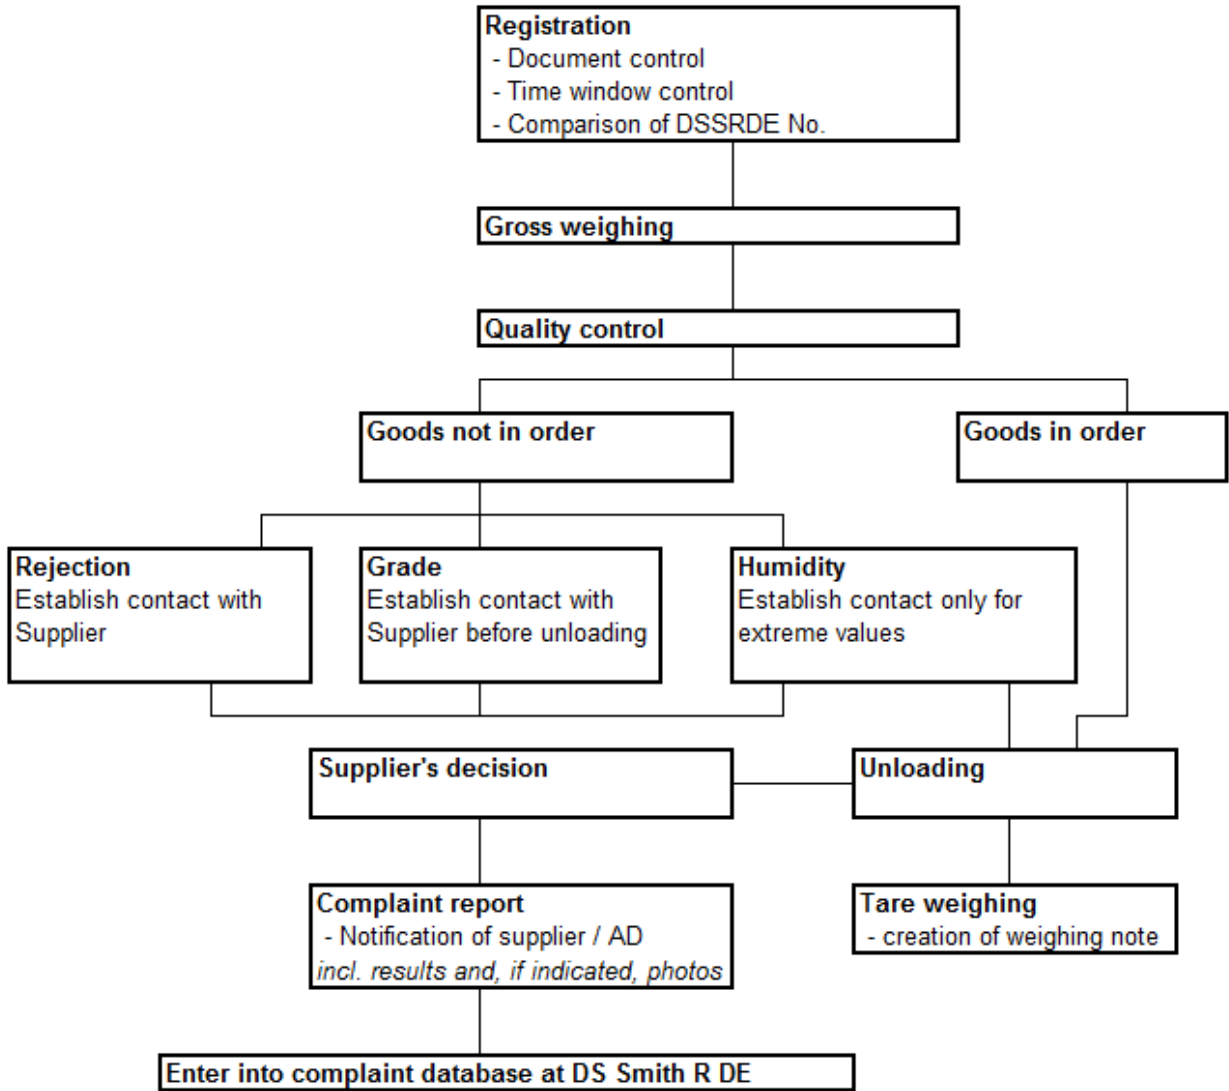 Registration
- Document control
- Time window control
- Comparison of DSSRDE No.
Gross weighing
Quality control
Goods not in order
Goods in order
Rejection
Establish contact with
Supplier
Grade
Establish contact with
Supplier before unloading
Humidity
Establish contact only for
extreme values
Supplier's decision
Unloading
Complaint report
- Notification of supplier / AD
incl. results and, if indicated, photos
Tare weighing
- creation of weighing note
Enter into complaint database at DS Smith R DE